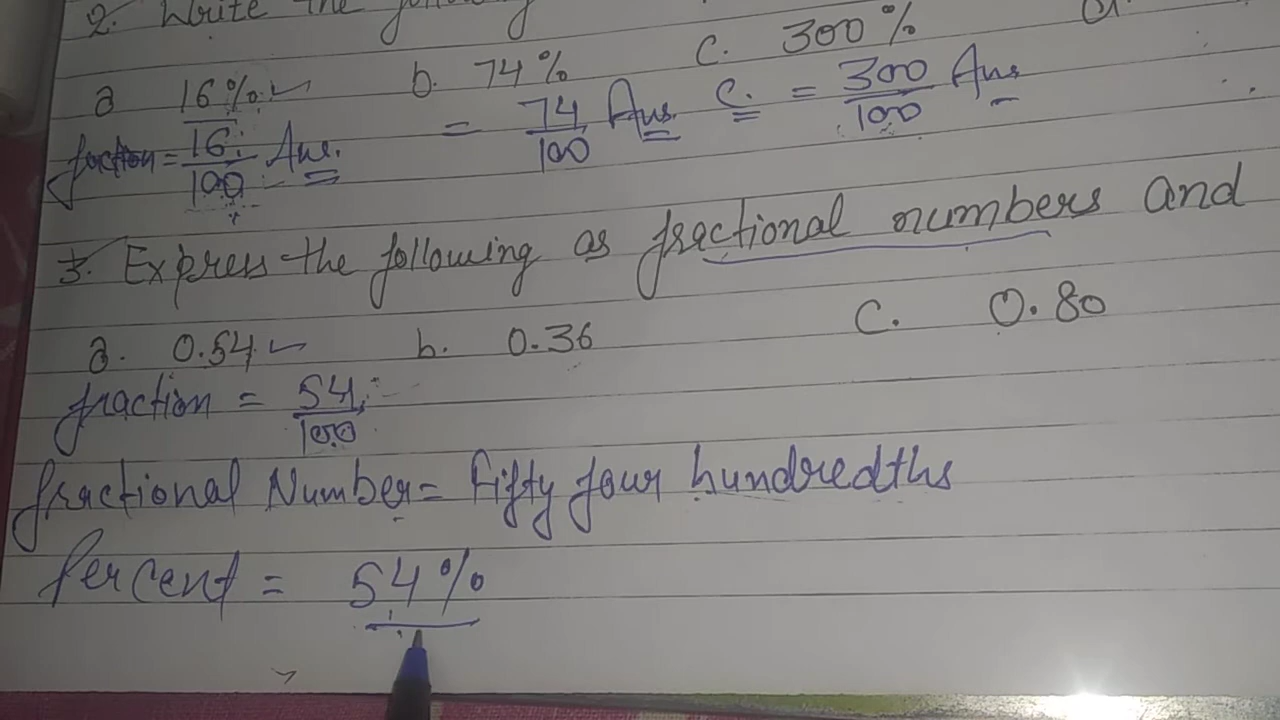 2. Write the following
a 16% b. 74% c. 300%
fraction = 16/100 Ans. = 74/100 Ans. C. = 300/100 Ans
3. Express the following as fractional numbers and
a. 0.54 b. 0.36 C. 0.80
fraction = 54/100
fractional Number = Fifty four hundredths
Percent = 54%